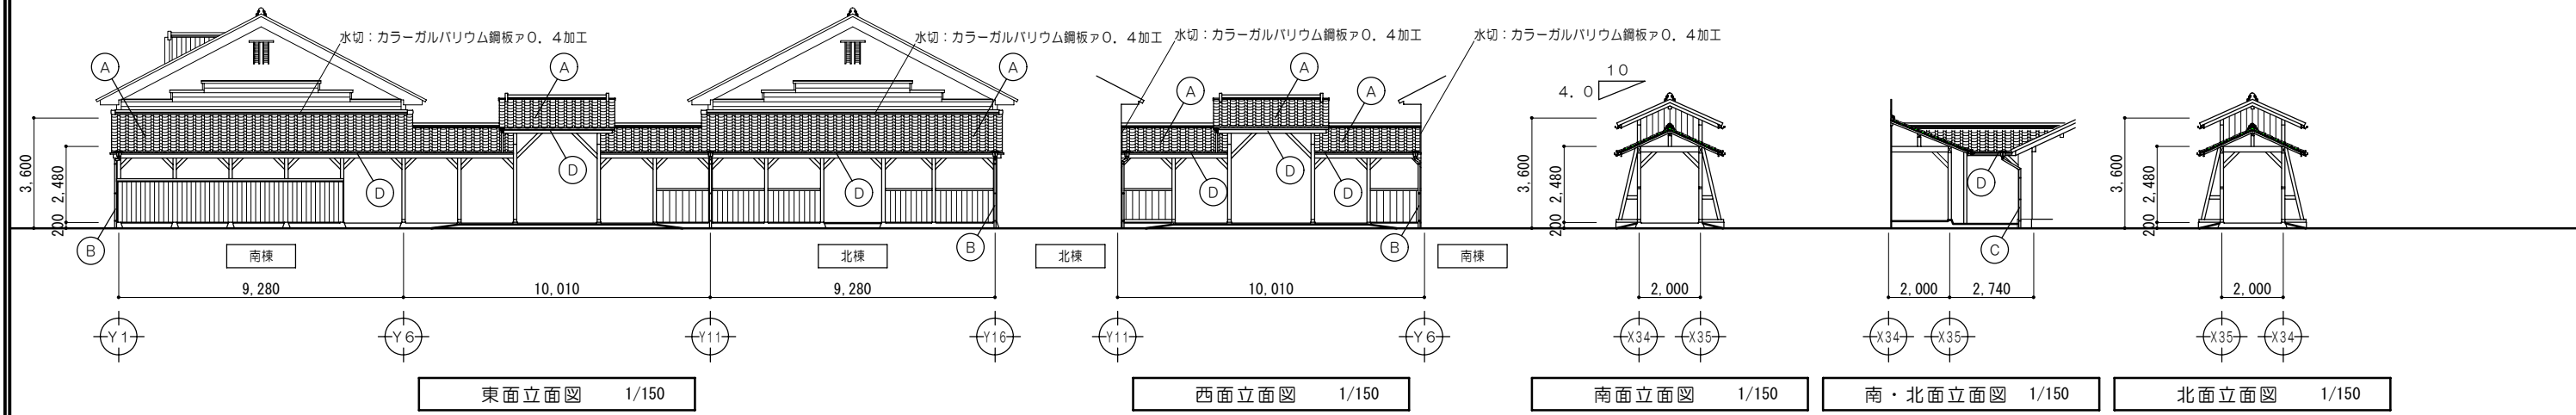 水切：カラーガルバリウム鋼板ァ0．4加工
水切：カラーガルバリウム鋼板ァ0．4加工
水切：カラーガルバリウム鋼板ァ0．4加工
水切：カラーガルバリウム鋼板ァ0．4加工
A
A
A
D
D
D
B
B
3,600
2,480
200
南棟
北棟
9,280
10,010
9,280
Y1
Y6
Y11
Y16
東面立面図 1/150
A
A
A
D
D
D
B
北棟
南棟
10,010
Y11
Y6
西面立面図 1/150
10
4．0
3,600
2,480
200
2,000
X34
X35
南面立面図 1/150
D
C
2,000
2,740
X34
X35
南・北面立面図 1/150
3,600
2,480
200
2,000
X35
X34
北面立面図 1/150